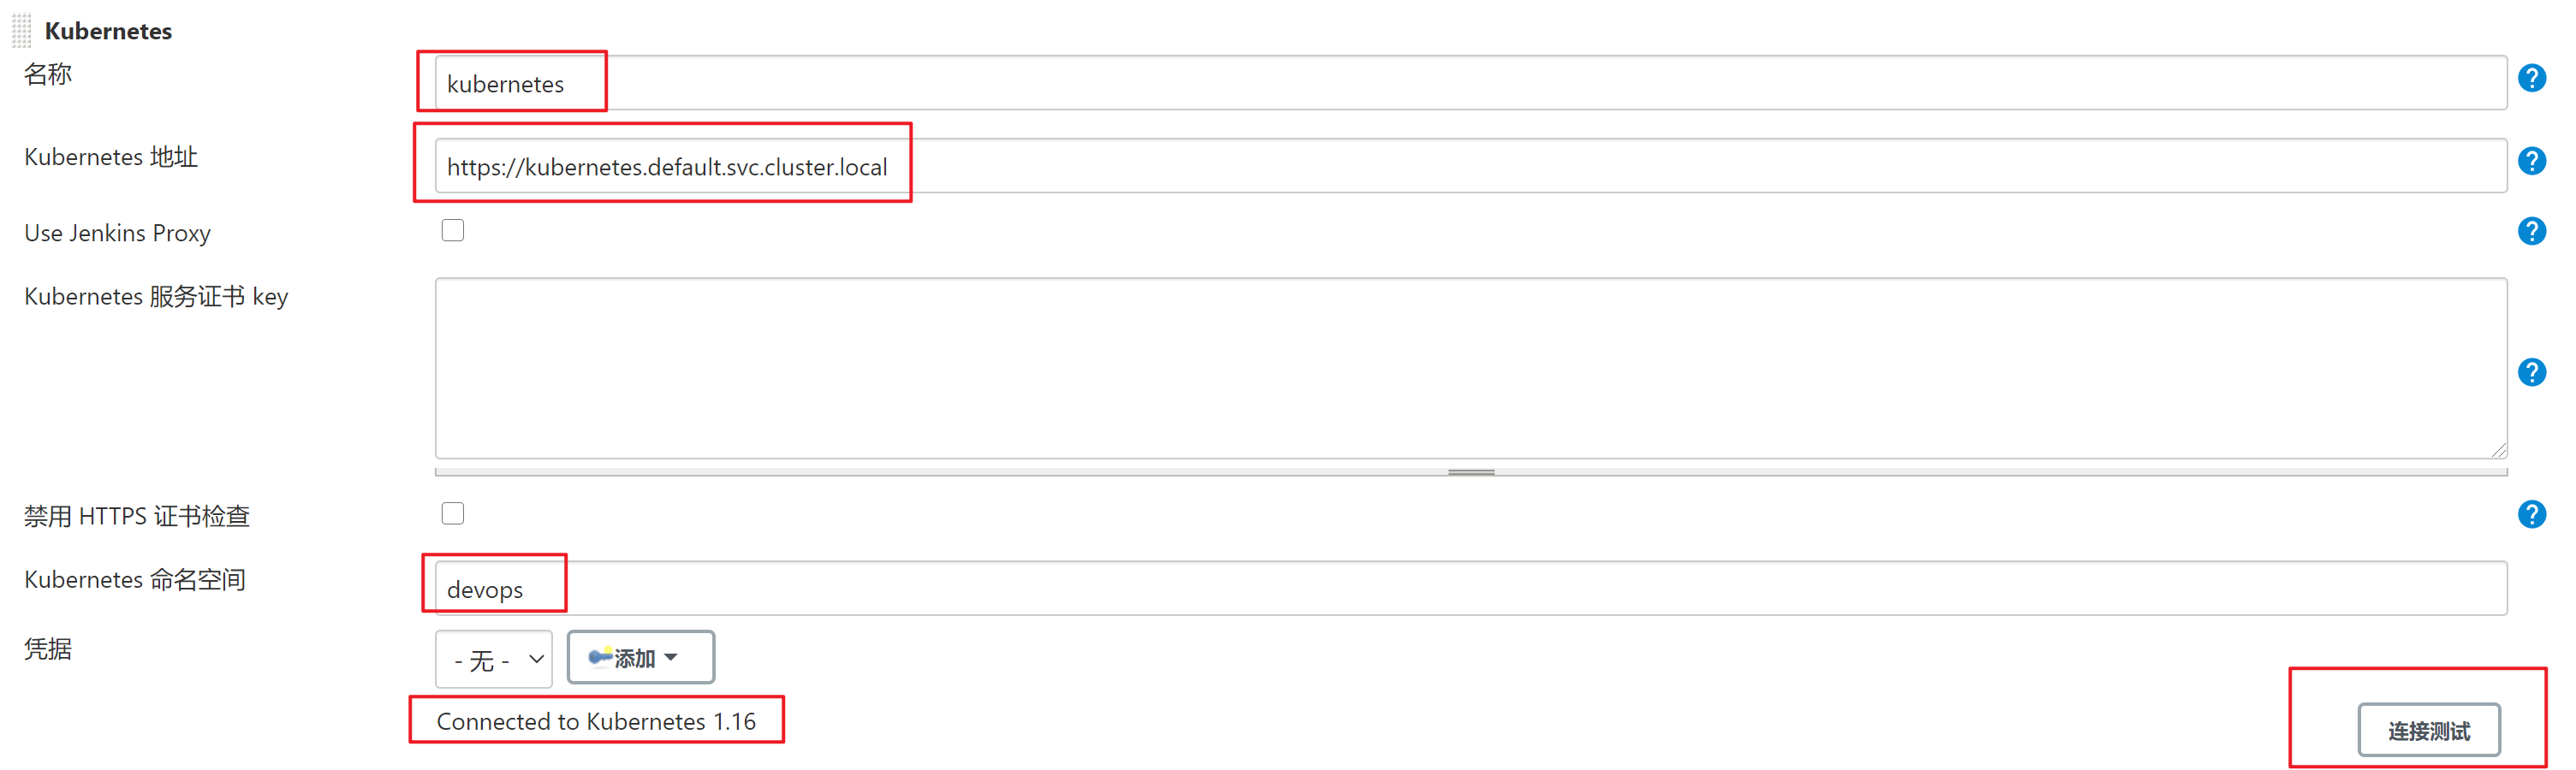 Kubernetes
名称
kubernetes
Kubernetes 地址
https://kubernetes.default.svc.cluster.local
Use Jenkins Proxy
Kubernetes 服务证书 key
禁用 HTTPS 证书检查
Kubernetes 命名空间
devops
凭据
- 无 -
添加
Connected to Kubernetes 1.16
连接测试